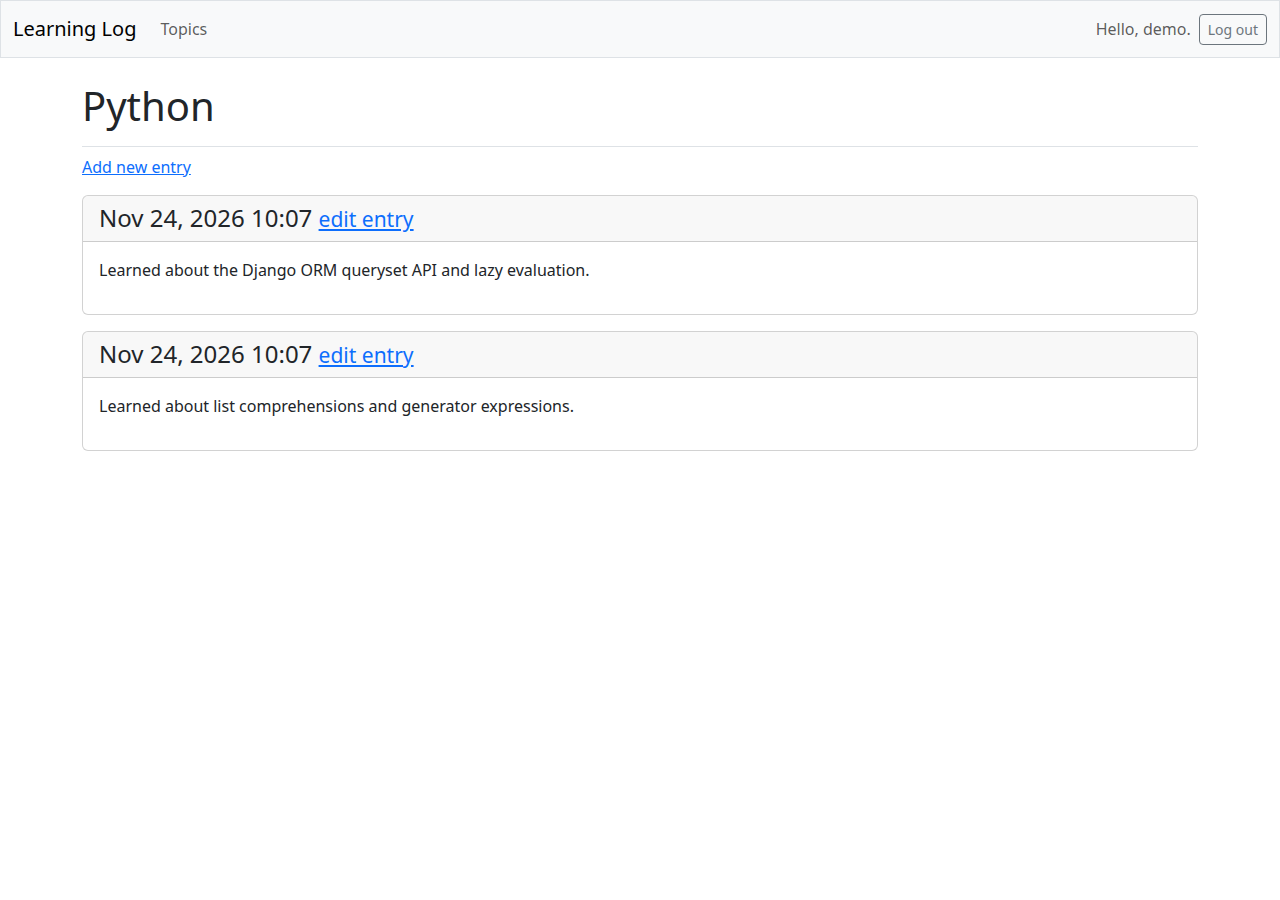 Learning Log Topics Hello, demo. Log out
Python
Add new entry
Nov 24, 2026 10:07 edit entry
Learned about the Django ORM queryset API and lazy evaluation.
Nov 24, 2026 10:07 edit entry
Learned about list comprehensions and generator expressions.